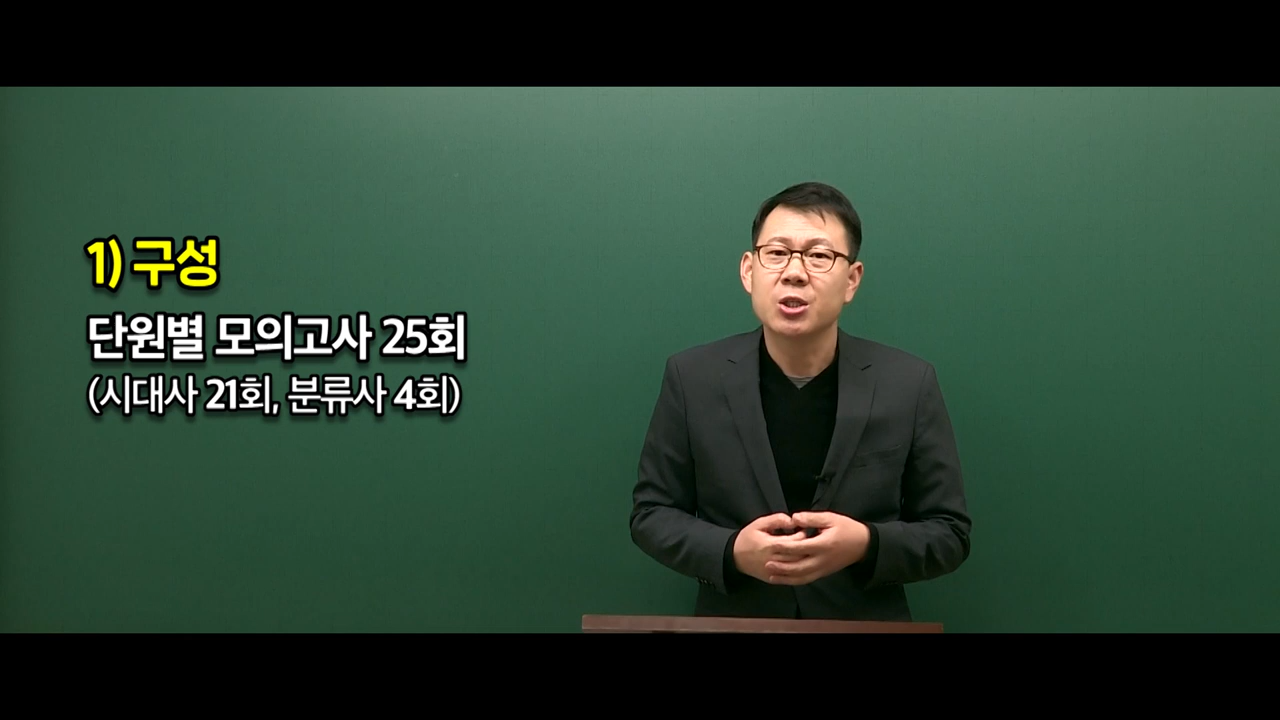 1) 구성
단원별 모의고사 25회
(시대사 21회, 분류사 4회)